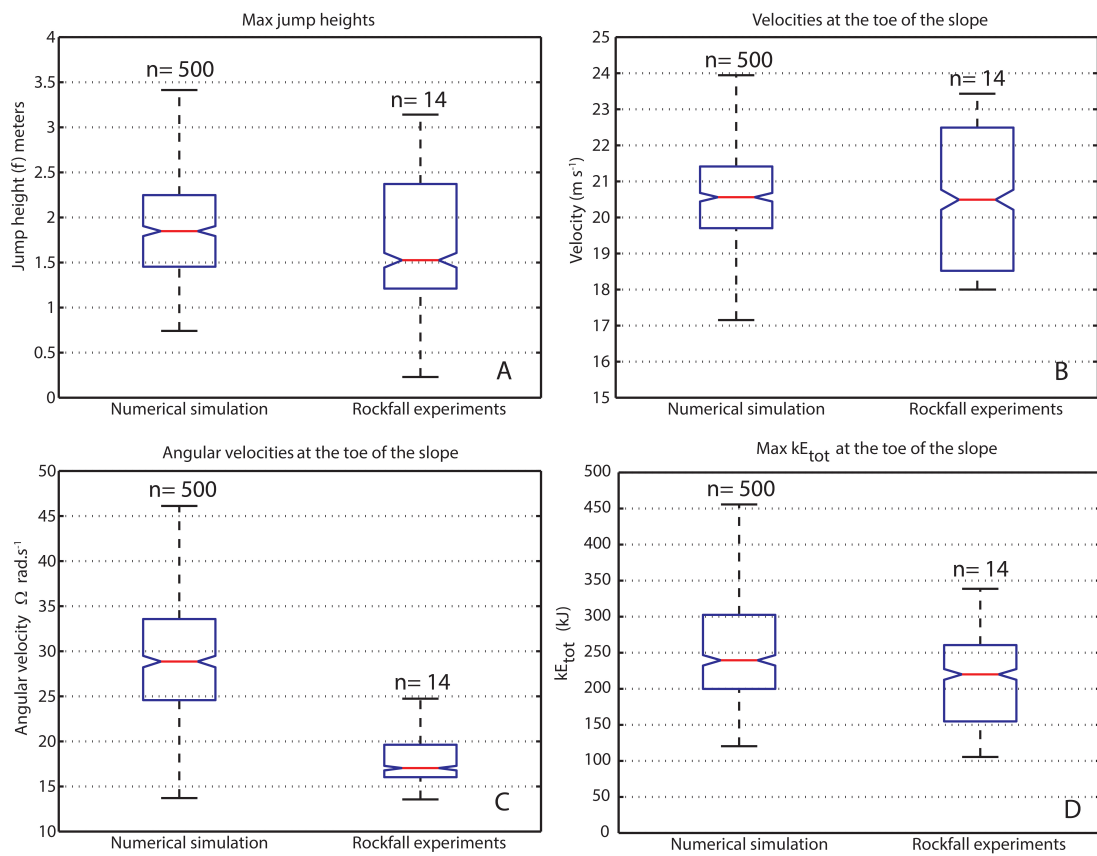 Max jump heights
4
3.5
3
2.5
2
1.5
1
0.5
0
Jump height (f) meters
n= 500
n= 14
A
Numerical simulation
Rockfall experiments
Velocities at the toe of the slope
25
24
23
22
21
20
19
18
17
16
15
Velocity (m s⁻¹)
n= 500
n= 14
B
Numerical simulation
Rockfall experiments
Angular velocities at the toe of the slope
50
45
40
35
30
25
20
15
10
Angular velocity Ω rad.s⁻¹
n= 500
n= 14
C
Numerical simulation
Rockfall experiments
Max kE_tot at the toe of the slope
500
450
400
350
300
250
200
150
100
50
0
kE_tot (kJ)
n= 500
n= 14
D
Numerical simulation
Rockfall experiments